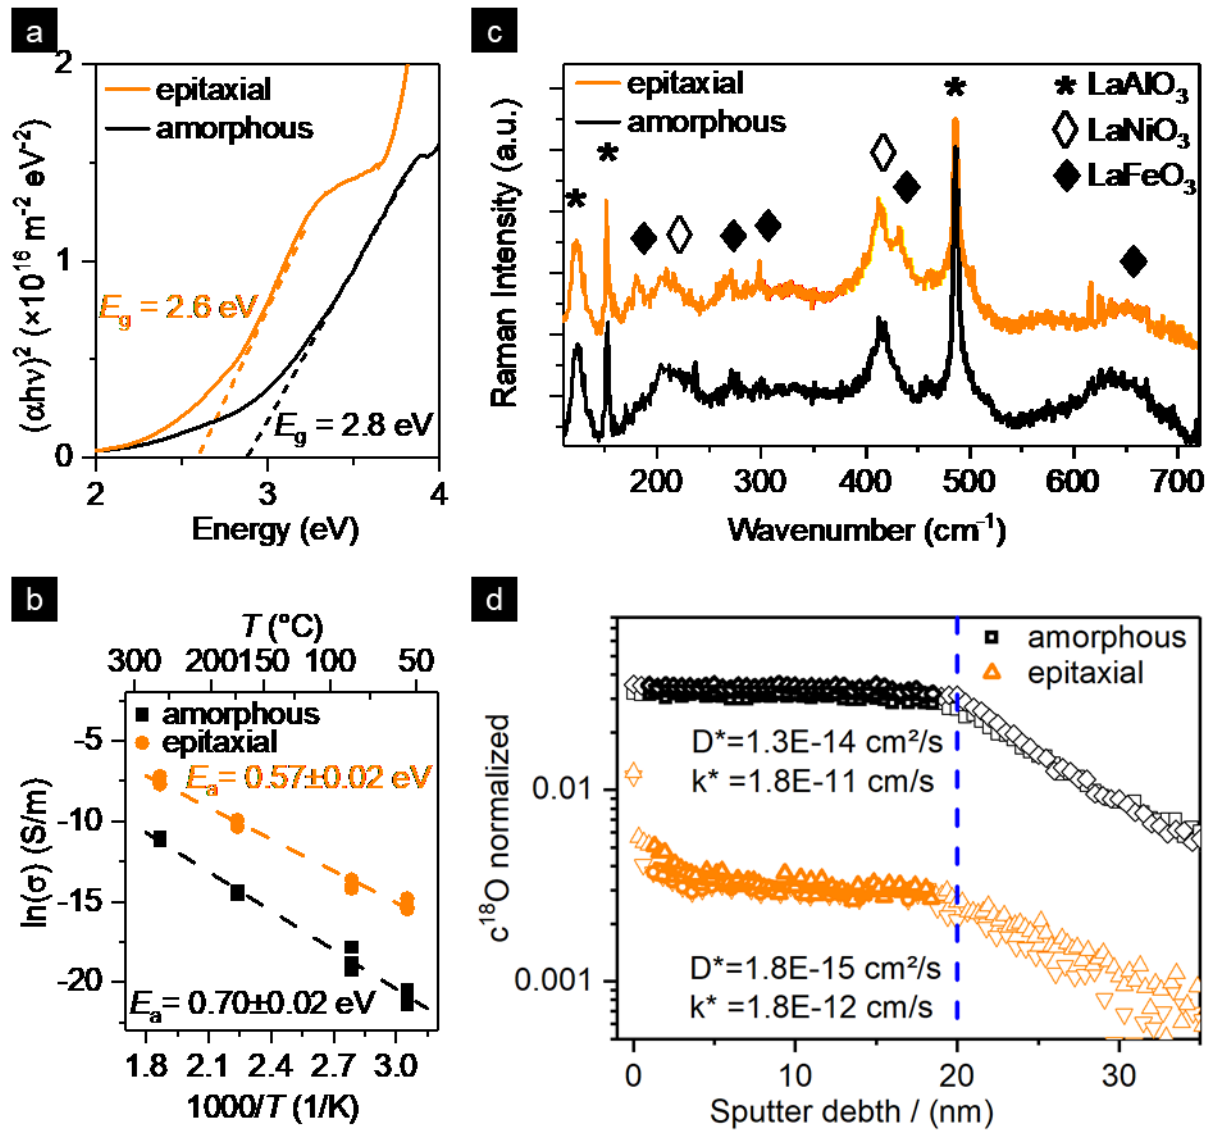 a
2
1
0
2
3
4
epitaxial
amorphous
E_g = 2.6 eV
E_g = 2.8 eV
(αhν)² (×10¹⁶ m⁻² eV⁻²)
Energy (eV)
c
epitaxial
amorphous
* LaAlO₃
◇ LaNiO₃
◆ LaFeO₃
Raman Intensity (a.u.)
200
300
400
500
600
700
Wavenumber (cm⁻¹)
b
T (°C)
300
200
150
100
50
amorphous
epitaxial
Eₐ= 0.57±0.02 eV
Eₐ= 0.70±0.02 eV
-5
-10
-15
-20
ln(σ) (S/m)
1.8
2.1
2.4
2.7
3.0
1000/T (1/K)
d
amorphous
epitaxial
D*=1.3E-14 cm²/s
k* =1.8E-11 cm/s
D*=1.8E-15 cm²/s
k* =1.8E-12 cm/s
0.01
0.001
c¹⁸O normalized
0
10
20
30
Sputter debth / (nm)